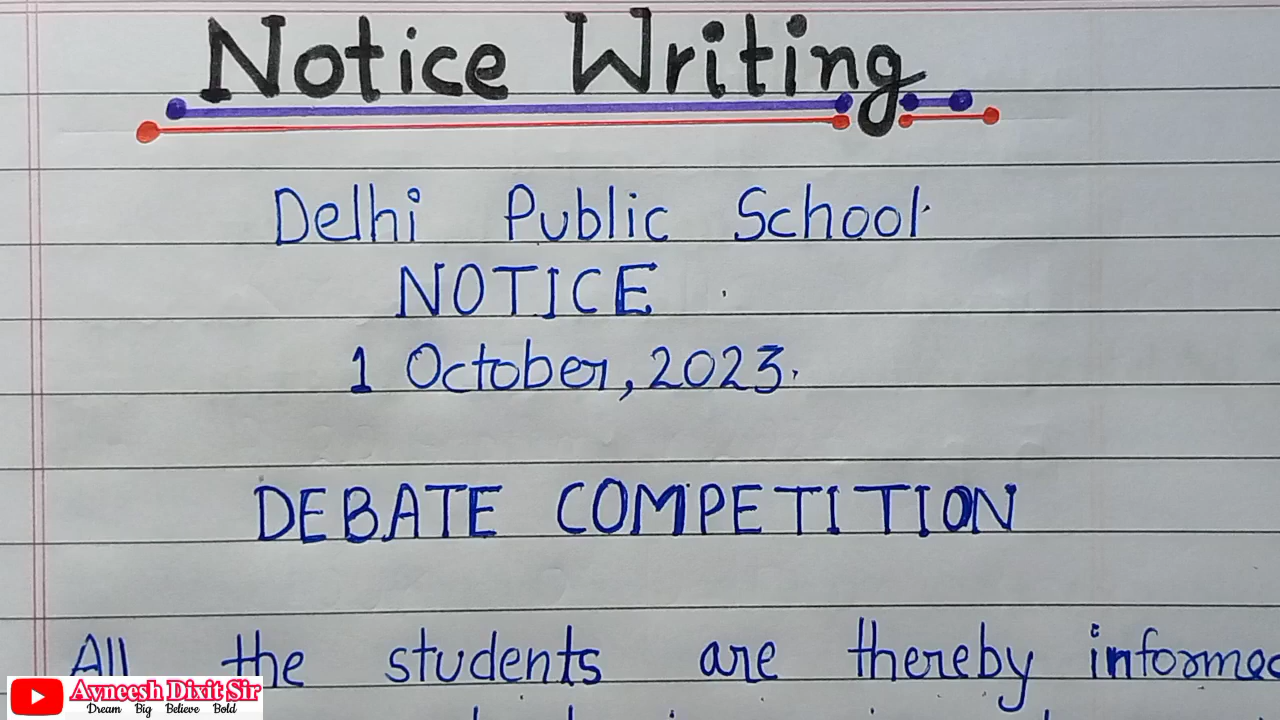 Notice Writing
Delhi Public School
NOTICE
1 October, 2023.
DEBATE COMPETITION
All the students are thereby informed
Avneesh Dixit Sir
Dream Big Believe Bold